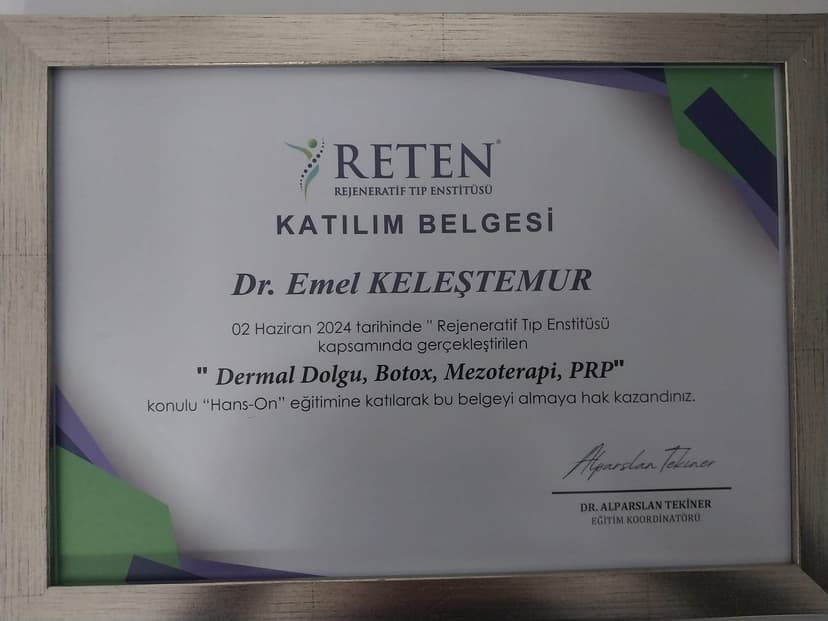 RETEN®
REJENERATİF TIP ENSTİTÜSÜ
KATILIM BELGESİ
Dr. Emel KELEŞTEMUR
02 Haziran 2024 tarihinde " Rejeneratif Tıp Enstitüsü
kapsamında gerçekleştirilen
" Dermal Dolgu, Botox, Mezoterapi, PRP"
konulu “Hans-On” eğitimine katılarak bu belgeyi almaya hak kazandınız.
Alparslan Tekiner
DR. ALPARSLAN TEKİNER
EĞİTİM KOORDİNATÖRÜ